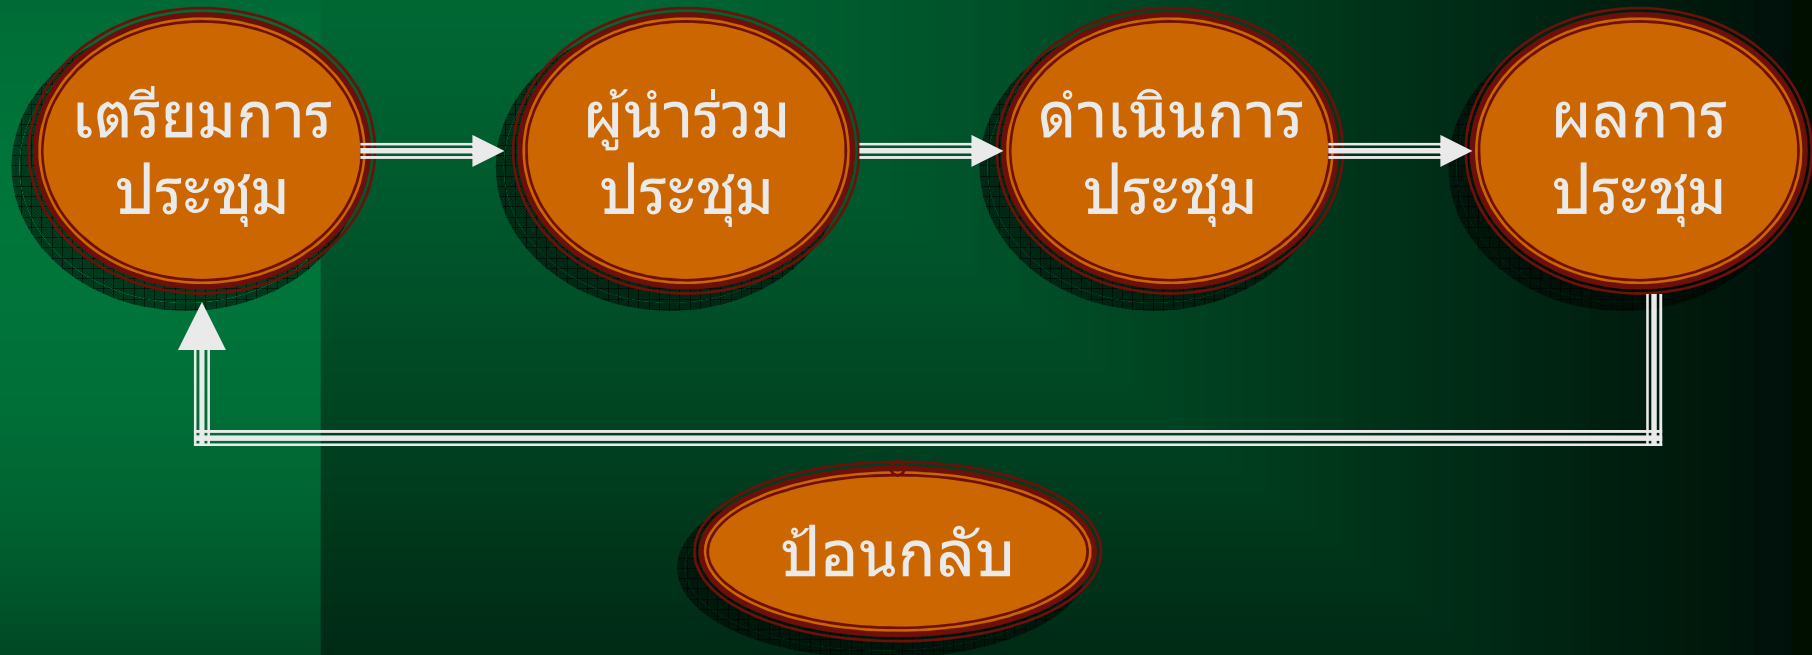 เตรียมการ
ประชุม
ผู้นำร่วม
ประชุม
ดำเนินการ
ประชุม
ผลการ
ประชุม
ป้อนกลับ